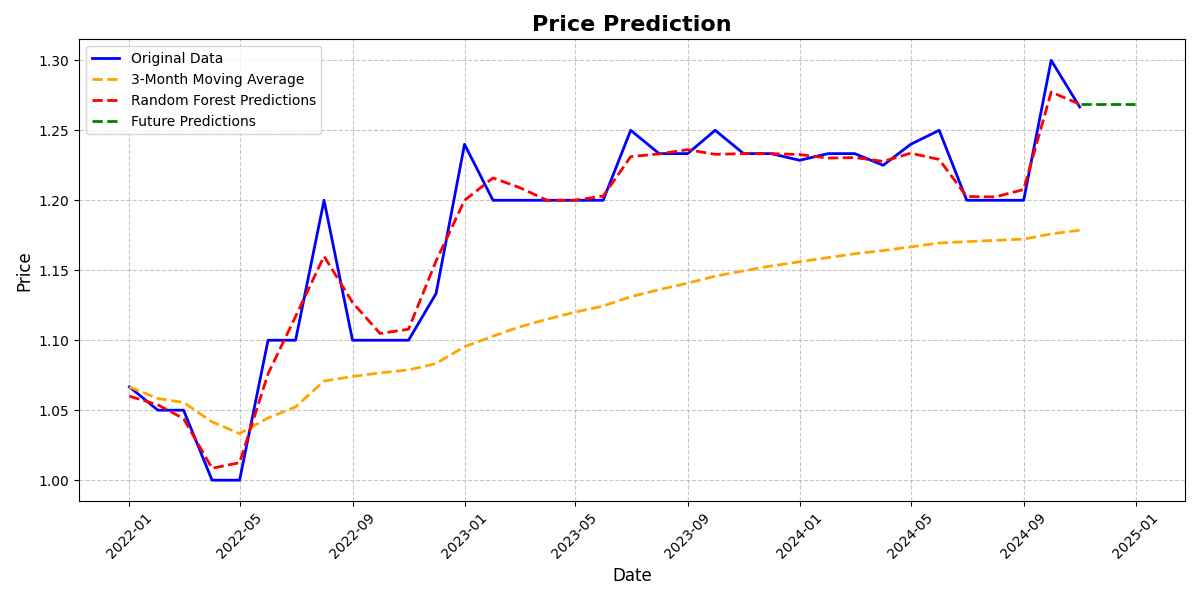 Price Prediction
Original Data
3-Month Moving Average
Random Forest Predictions
Future Predictions
Price
1.30
1.25
1.20
1.15
1.10
1.05
1.00
2022-01
2022-05
2022-09
2023-01
2023-05
2023-09
2024-01
2024-05
2024-09
2025-01
Date